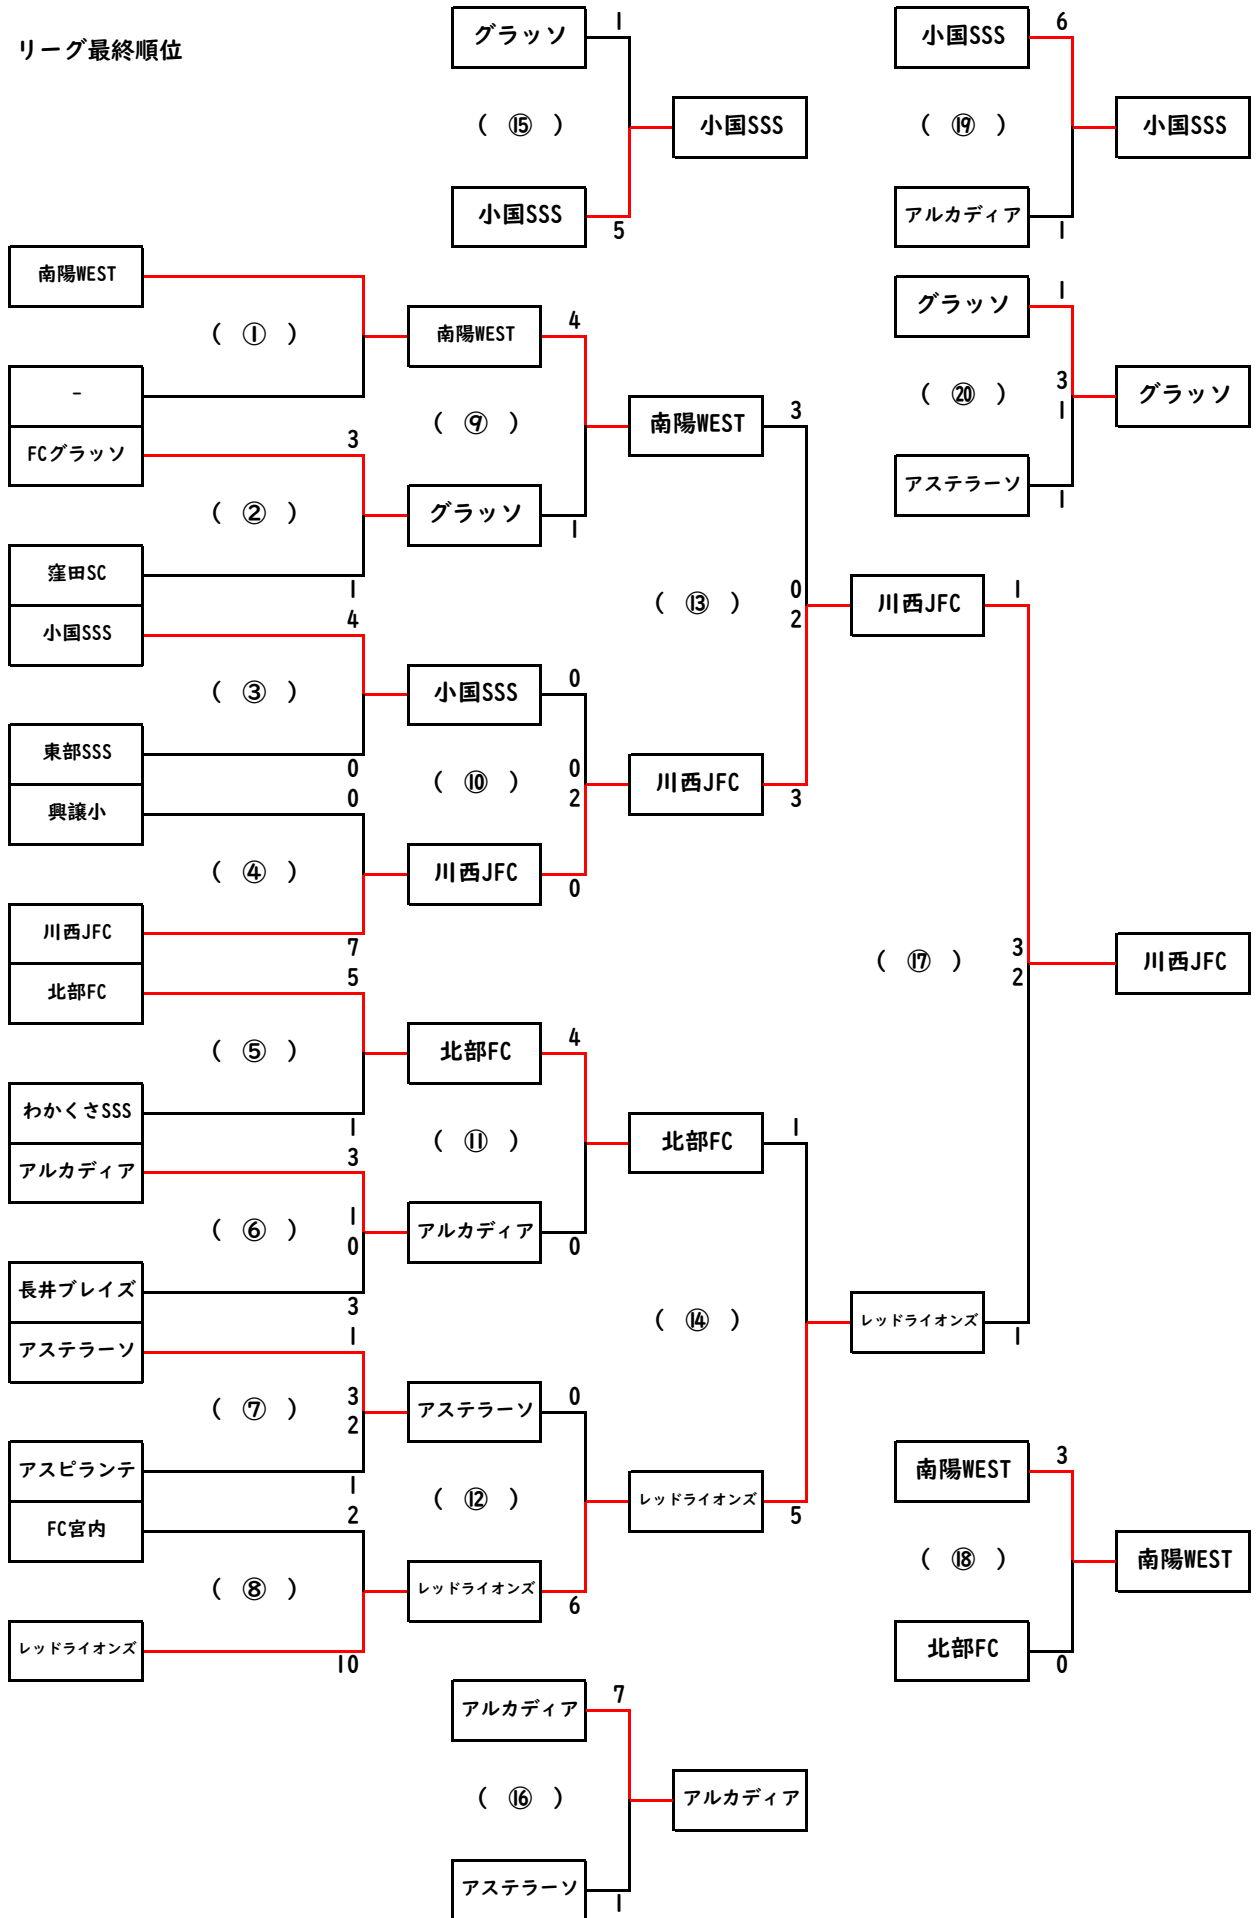 リーグ最終順位
グラッソ
1
( ⑮ )
小国SSS
小国SSS
5
小国SSS
6
( ⑲ )
小国SSS
アルカディア
1
グラッソ
1
( ⑳ )
3
1
グラッソ
アステラーソ
1
南陽WEST
( ① )
-
FCグラッソ
3
( ② )
窪田SC
1
小国SSS
4
( ③ )
東部SSS
0
興譲小
0
( ④ )
川西JFC
7
北部FC
5
( ⑤ )
わかくさSSS
1
アルカディア
3
( ⑥ )
1
0
長井ブレイズ
3
アステラーソ
1
( ⑦ )
3
2
アスピランテ
1
FC宮内
2
( ⑧ )
レッドライオンズ
10
南陽WEST
4
( ⑨ )
グラッソ
1
小国SSS
0
( ⑩ )
0
2
川西JFC
0
北部FC
4
( ⑪ )
アルカディア
0
アステラーソ
0
( ⑫ )
レッドライオンズ
6
南陽WEST
3
( ⑬ )
0
2
川西JFC
3
北部FC
1
( ⑭ )
レッドライオンズ
5
川西JFC
1
( ⑰ )
3
2
川西JFC
レッドライオンズ
1
南陽WEST
3
( ⑱ )
南陽WEST
北部FC
0
アルカディア
7
( ⑯ )
アルカディア
アステラーソ
1